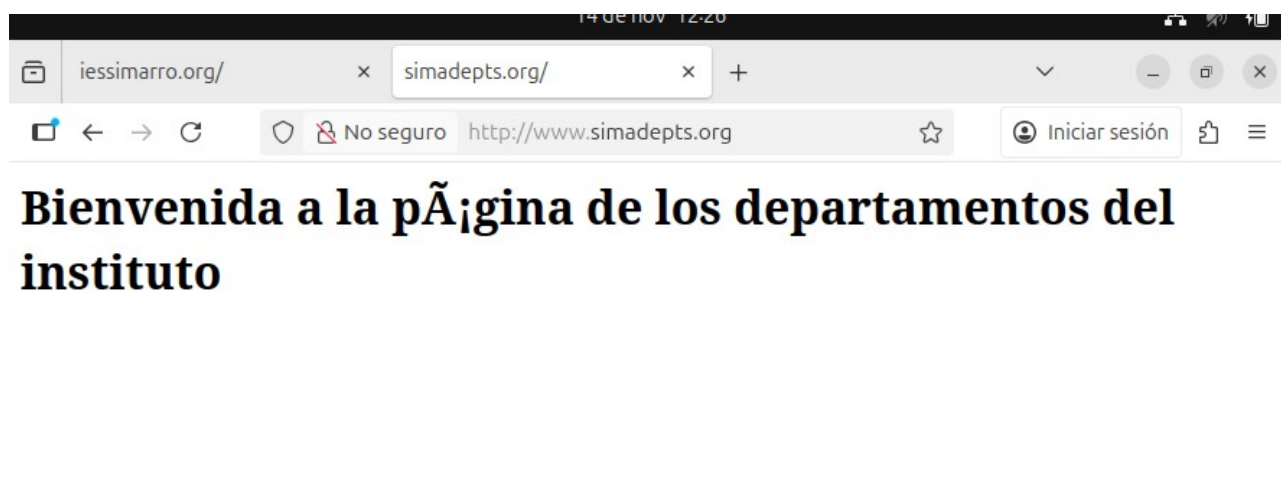 14 de nov 12:26
iessimarro.org/
simadepts.org/
No seguro http://www.simadepts.org
Iniciar sesión
Bienvenida a la pÃ¡gina de los departamentos del
instituto